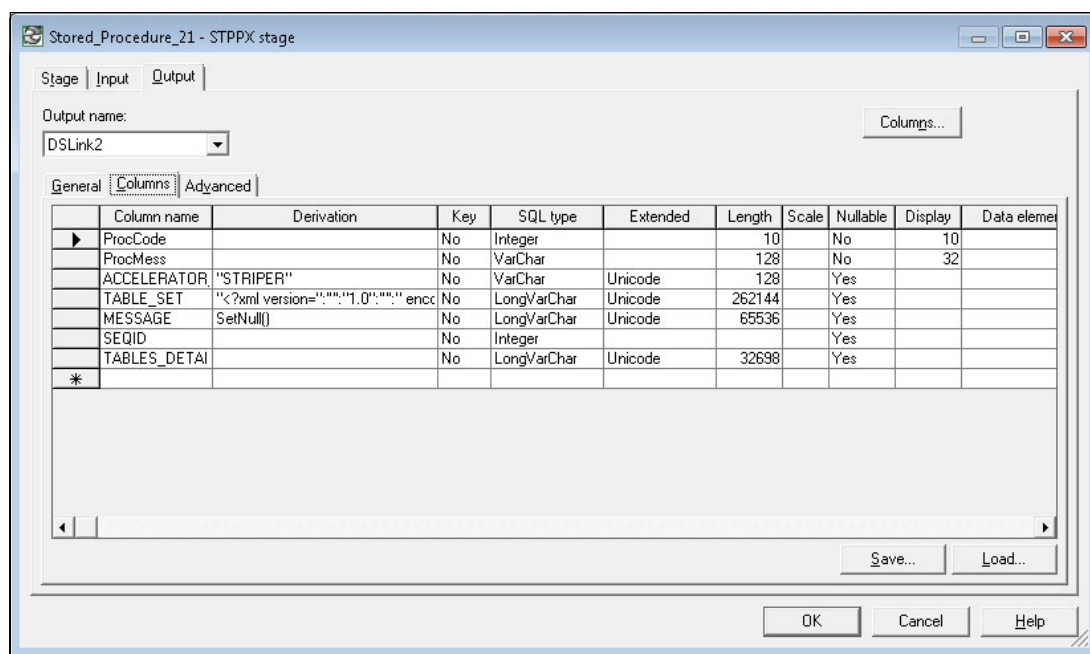 Stored_Procedure_21 - STPPX stage
Stage Input Output
Output name:
DSLink2
Columns...
General Columns Advanced
Column name Derivation Key SQL type Extended Length Scale Nullable Display Data elemen
ProcCode No Integer 10 No 10
ProcMess No VarChar 128 No 32
ACCELERATOR_ "STRIPER" No VarChar Unicode 128 Yes
TABLE_SET "<?xml version=":"":"1.0":"":" encc No LongVarChar Unicode 262144 Yes
MESSAGE SetNull() No LongVarChar Unicode 65536 Yes
SEQID No Integer Yes
TABLES_DETAI No LongVarChar Unicode 32698 Yes
Save... Load...
OK Cancel Help